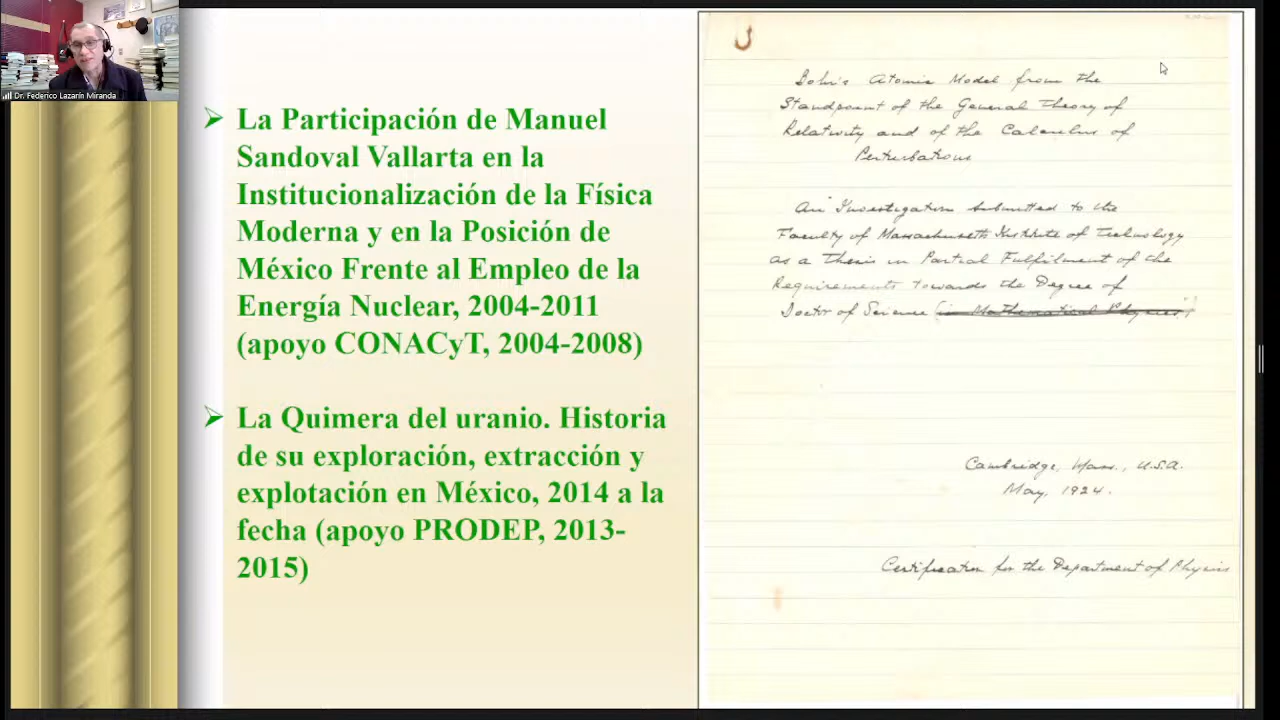 Dr. Federico Lazarín Miranda
➢ La Participación de Manuel
Sandoval Vallarta en la
Institucionalización de la Física
Moderna y en la Posición de
México Frente al Empleo de la
Energía Nuclear, 2004-2011
(apoyo CONACyT, 2004-2008)
➢ La Quimera del uranio. Historia
de su exploración, extracción y
explotación en México, 2014 a la
fecha (apoyo PRODEP, 2013-
2015)
Bohr's Atomic Model from the
Standpoint of the General Theory of
Relativity and of the Calculus of
Perturbations
An Investigation submitted to the
Faculty of Massachusetts Institute of Technology
as a Thesis in Partial Fulfilment of the
Requirements towards the Degree of
Doctor of Science (in Mathematical Physics)
Cambridge, Mass., U.S.A.
May, 1924.
Certification for the Department of Physics